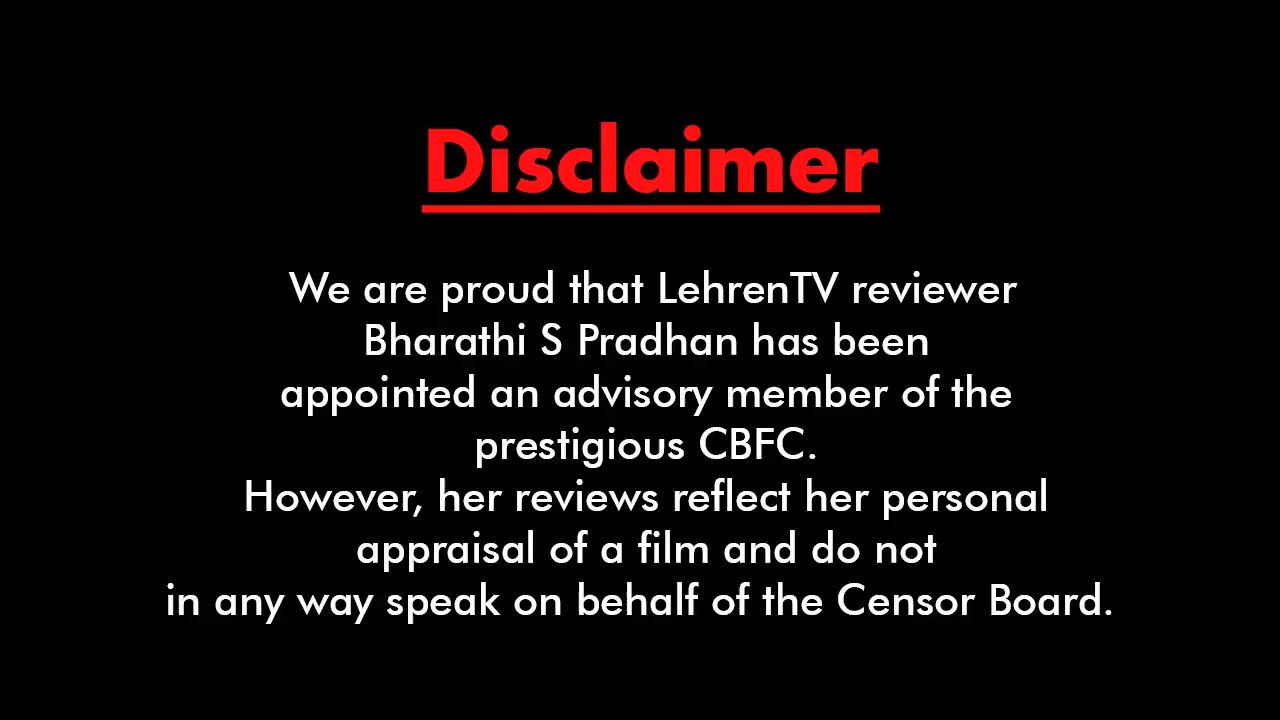 Disclaimer
We are proud that LehrenTV reviewer
Bharathi S Pradhan has been
appointed an advisory member of the
prestigious CBFC.
However, her reviews reflect her personal
appraisal of a film and do not
in any way speak on behalf of the Censor Board.